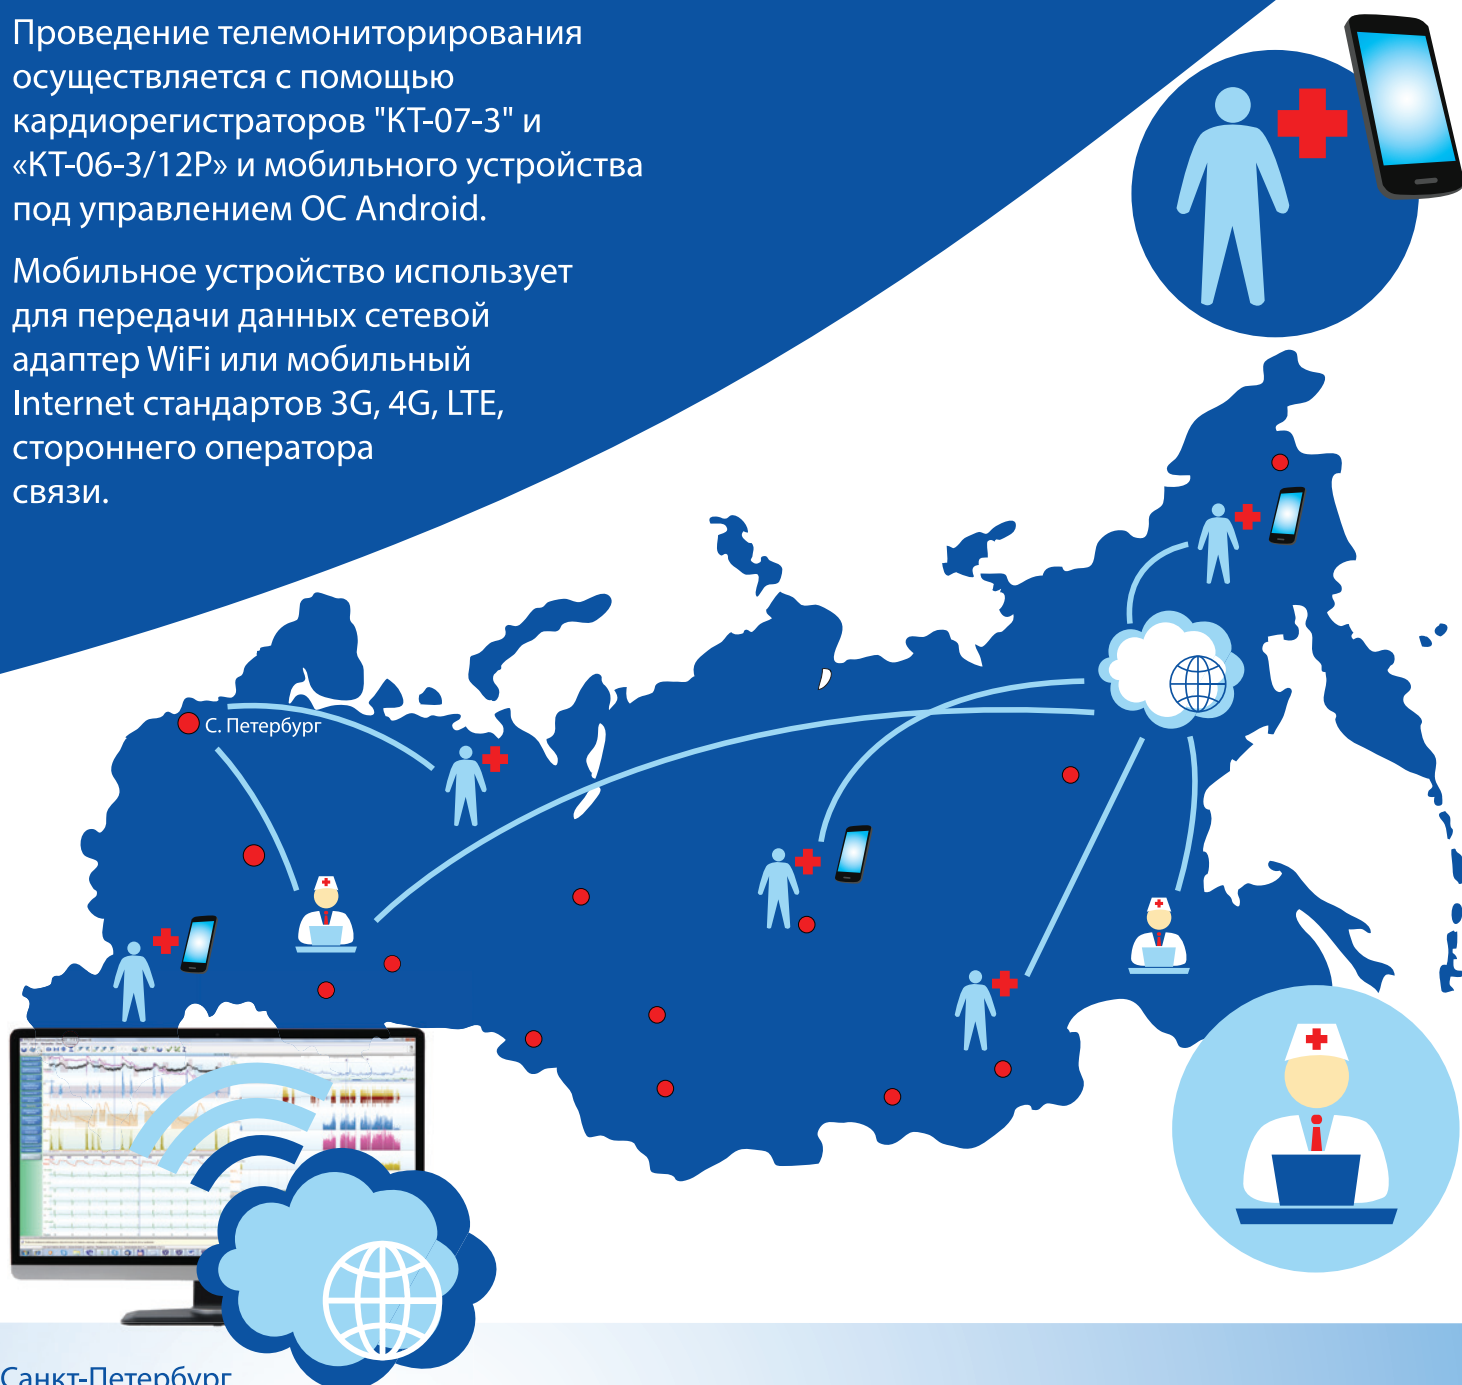 Проведение телемониторирования
осуществляется с помощью
кардиорегистраторов "КТ-07-3" и
«КТ-06-3/12Р» и мобильного устройства
под управлением ОС Android.
Мобильное устройство использует
для передачи данных сетевой
адаптер WiFi или мобильный
Internet стандартов 3G, 4G, LTE,
стороннего оператора
связи.
С. Петербург
Санкт-Петербург